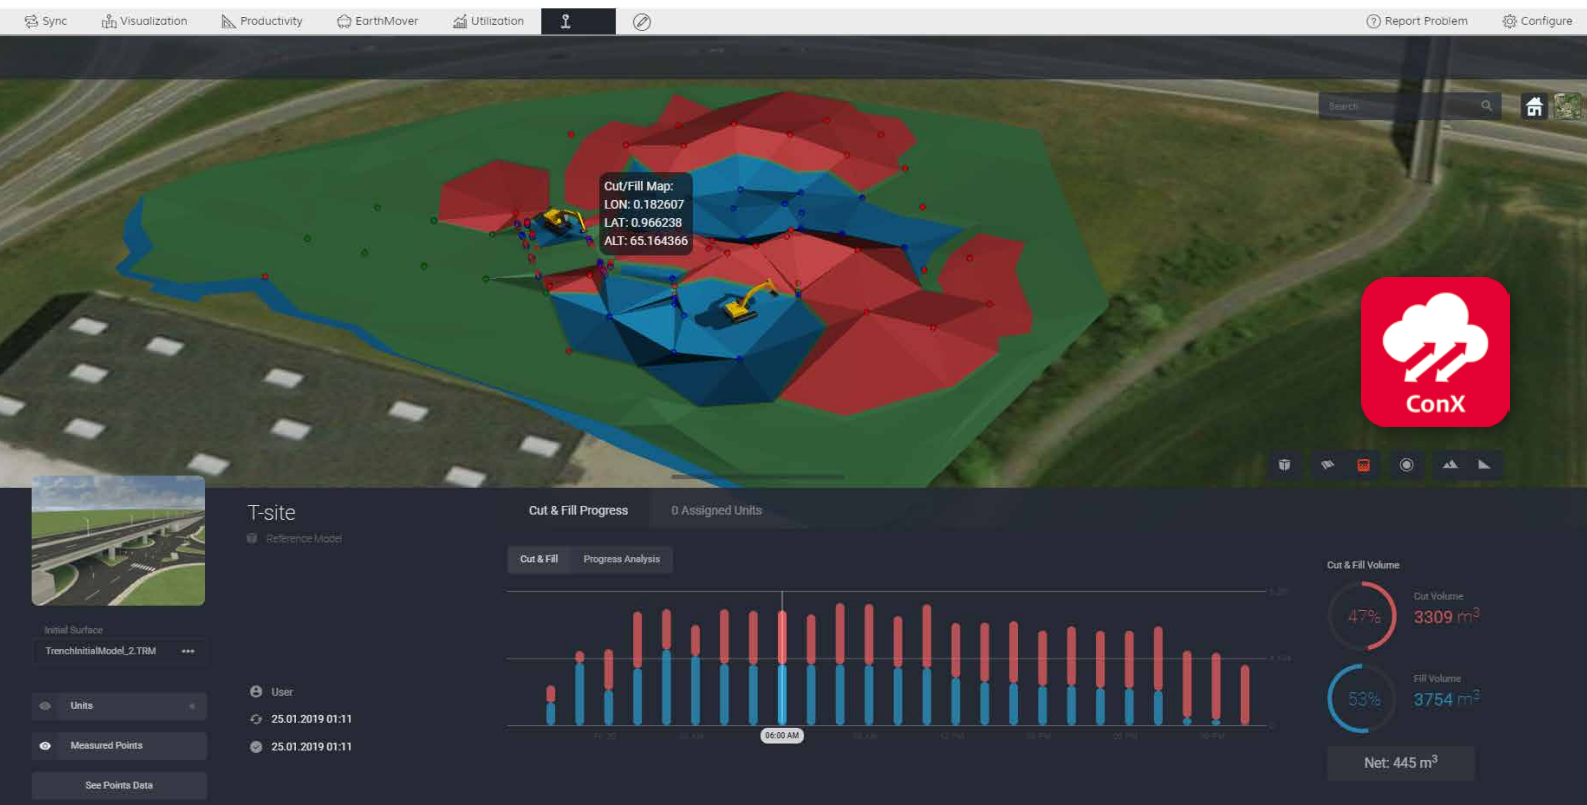 Sync
Visualization
Productivity
EarthMover
Utilization
Report Problem
Configure
Search
Cut/Fill Map:
LON: 0.182607
LAT: 0.966238
ALT: 65.164366
ConX
T-site
Reference Model
Cut & Fill Progress
0 Assigned Units
Cut & Fill
Progress Analysis
Initial Surface
TrenchInitialModel_2.TRM
Units
Measured Points
See Points Data
User
25.01.2019 01:11
25.01.2019 01:11
06:00 AM
Cut & Fill Volume
47%
Cut Volume
3309 m³
53%
Fill Volume
3754 m³
Net: 445 m³